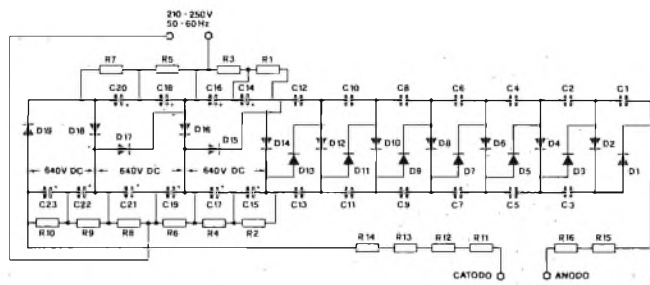 210-250V
50-60Hz
R7 R5 R3 R1
C20 C18 C16 C14 C12 C10 C8 C6 C4 C2 C1
D19 D18 D17 D16 D15 D14 D13 D12 D11 D10 D9 D8 D7 D6 D5 D4 D3 D2 D1
640V DC 640V DC 640V DC
C23 C22 C21 C19 C17 C15 C13 C11 C9 C7 C5 C3
R10 R9 R8 R6 R4 R2
R14 R13 R12 R11 R16 R15
CATODO ANODO